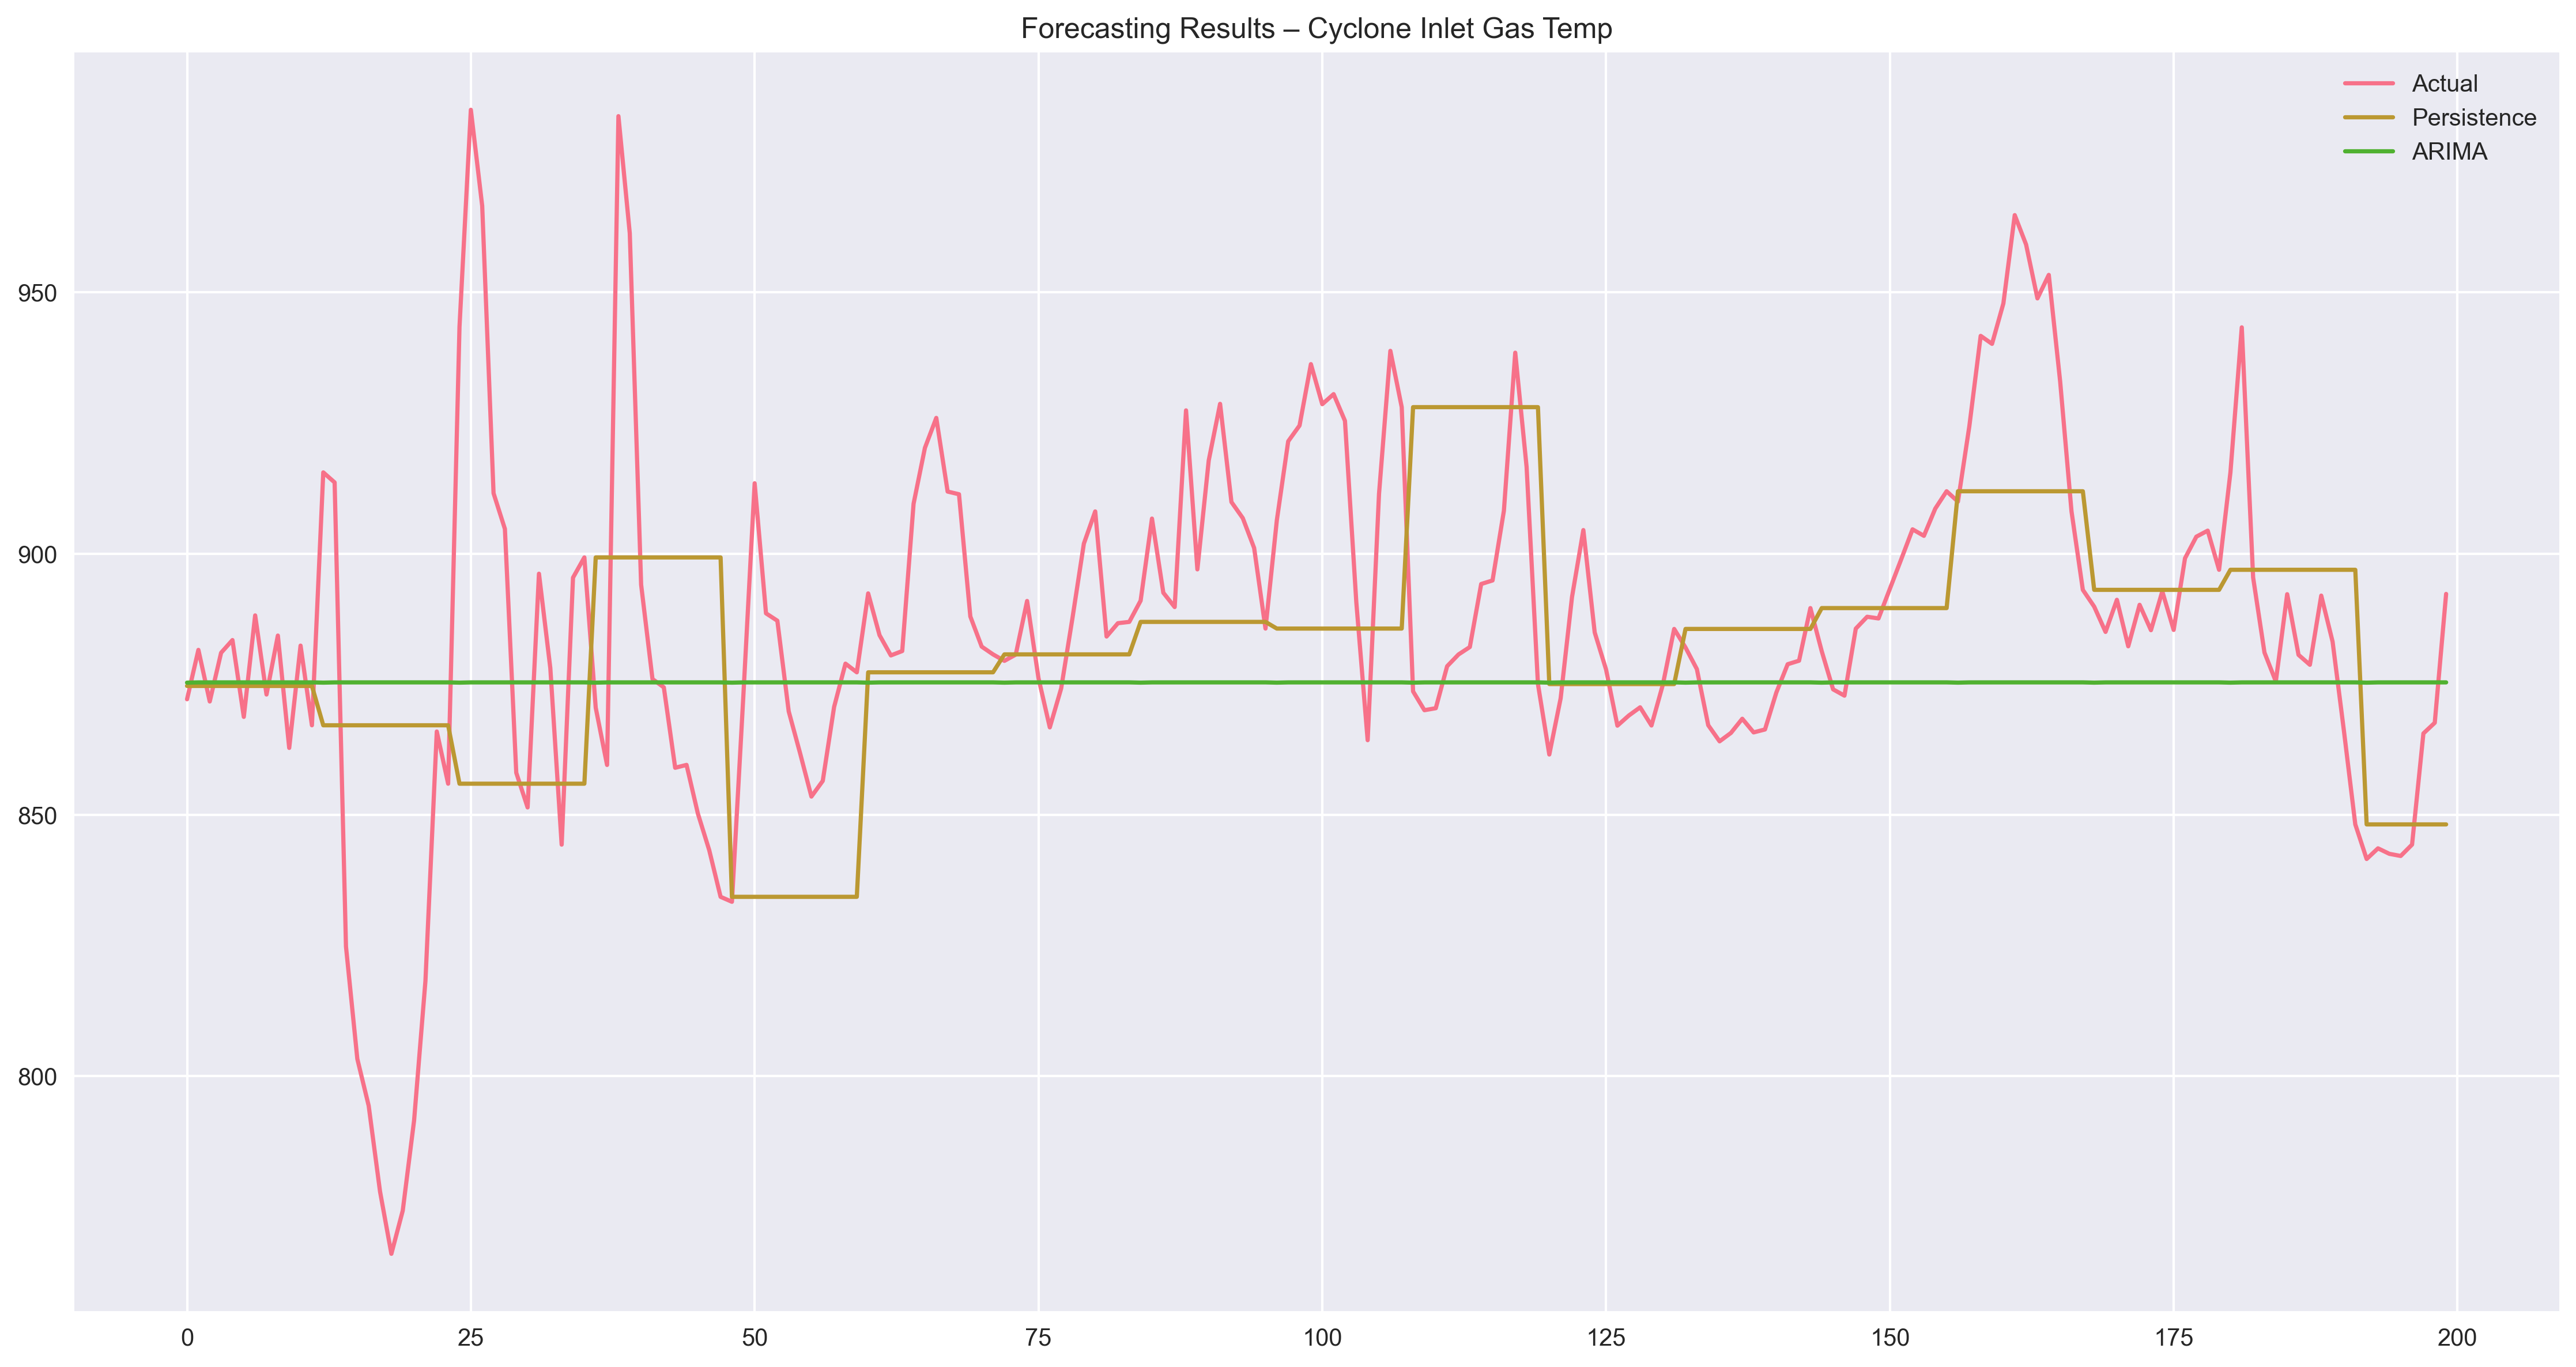 Forecasting Results – Cyclone Inlet Gas Temp
Actual
Persistence
ARIMA
950
900
850
800
0 25 50 75 100 125 150 175 200